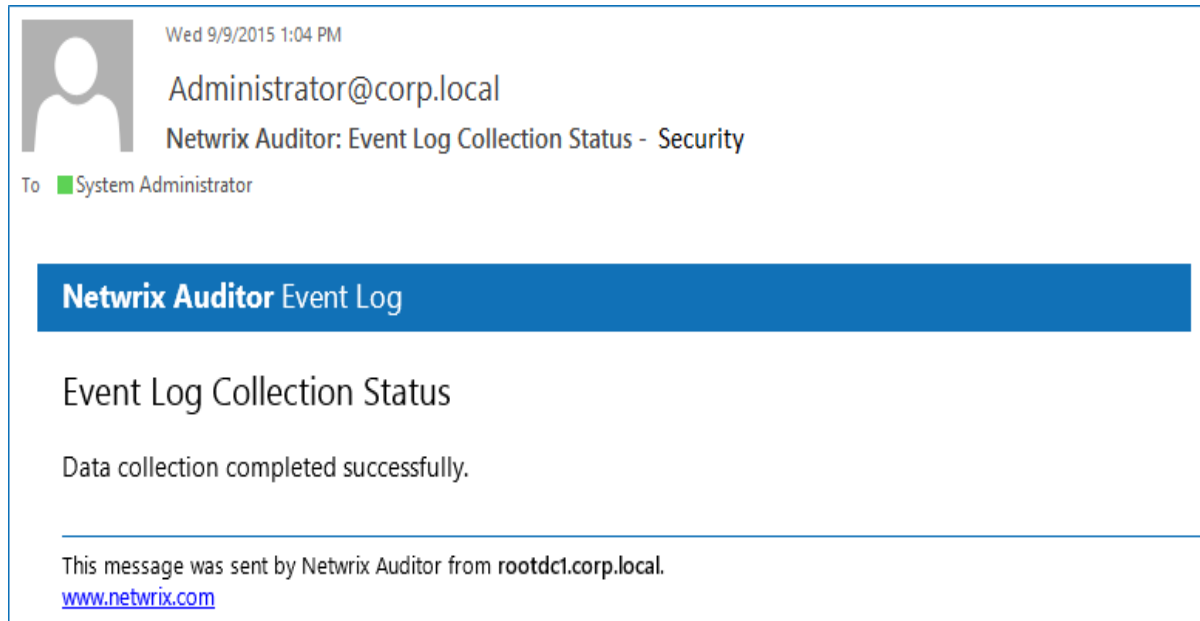 Wed 9/9/2015 1:04 PM
Administrator@corp.local
Netwrix Auditor: Event Log Collection Status - Security
To System Administrator
Netwrix Auditor Event Log
Event Log Collection Status
Data collection completed successfully.
This message was sent by Netwrix Auditor from rootdc1.corp.local.
www.netwrix.com